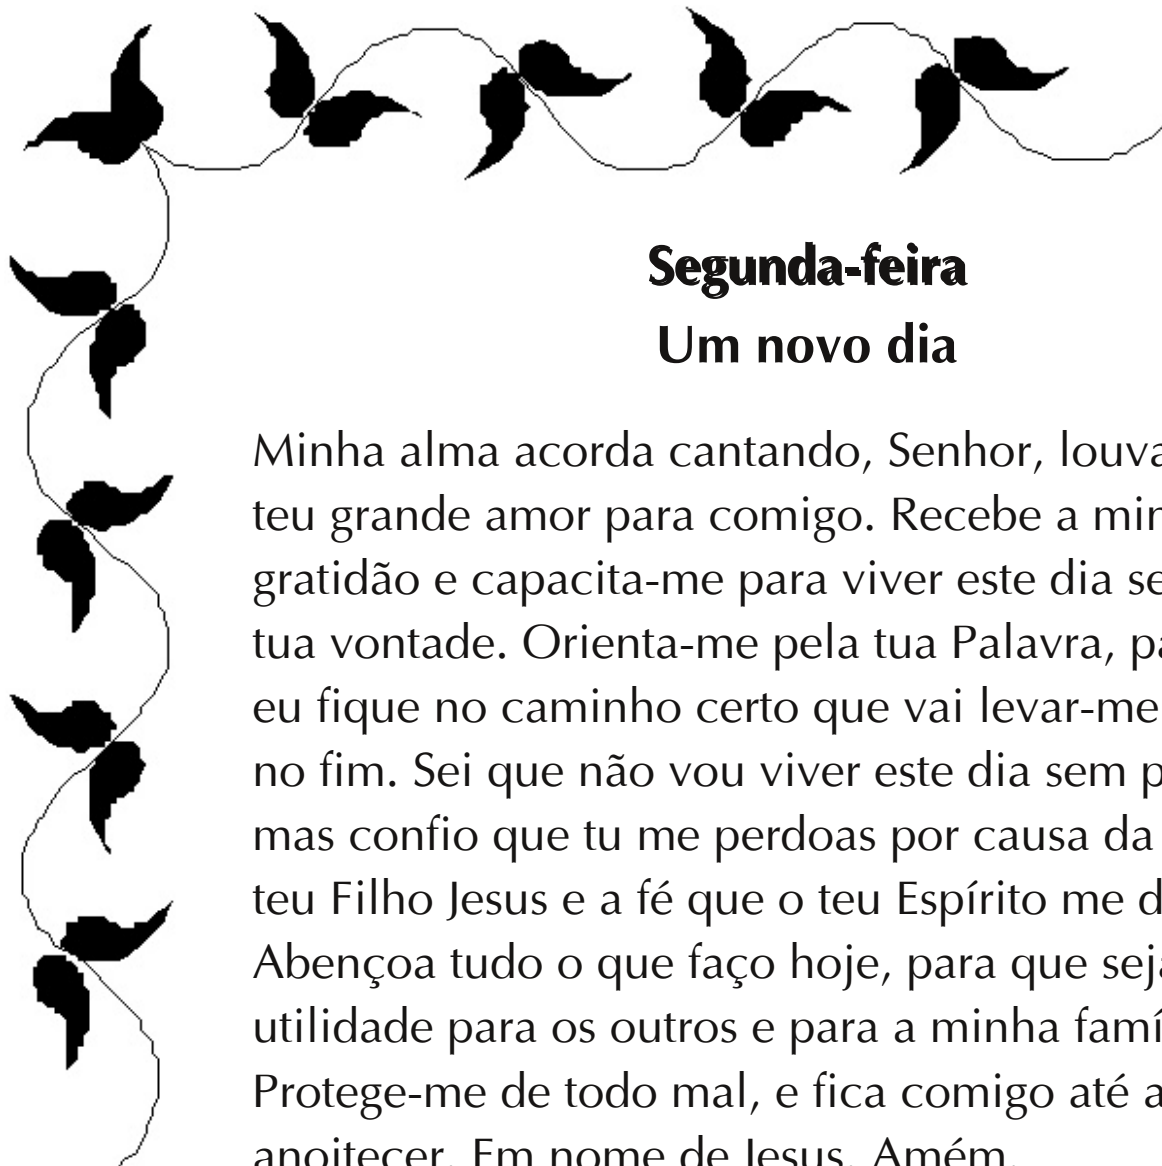 Segunda-feira
Um novo dia
Minha alma acorda cantando, Senhor, louva
teu grande amor para comigo. Recebe a
gratidão e capacita-me para viver este dia
tua vontade. Orienta-me pela tua Palavra,
eu fique no caminho certo que vai levar-me
no fim. Sei que não vou viver este dia sem
mas confio que tu me perdoas por causa da
teu Filho Jesus e a fé que o teu Espírito me
Abençoa tudo o que faço hoje, para que
utilidade para os outros e para a minha
Protege-me de todo mal, e fica comigo até
anoitecer. Em nome de Jesus. Amém.